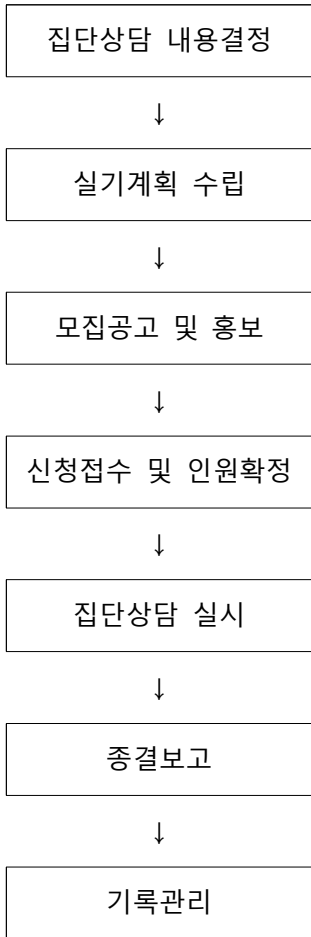 집단상담 내용결정
↓
실기계획 수립
↓
모집공고 및 홍보
↓
신청접수 및 인원확정
↓
집단상담 실시
↓
종결보고
↓
기록관리